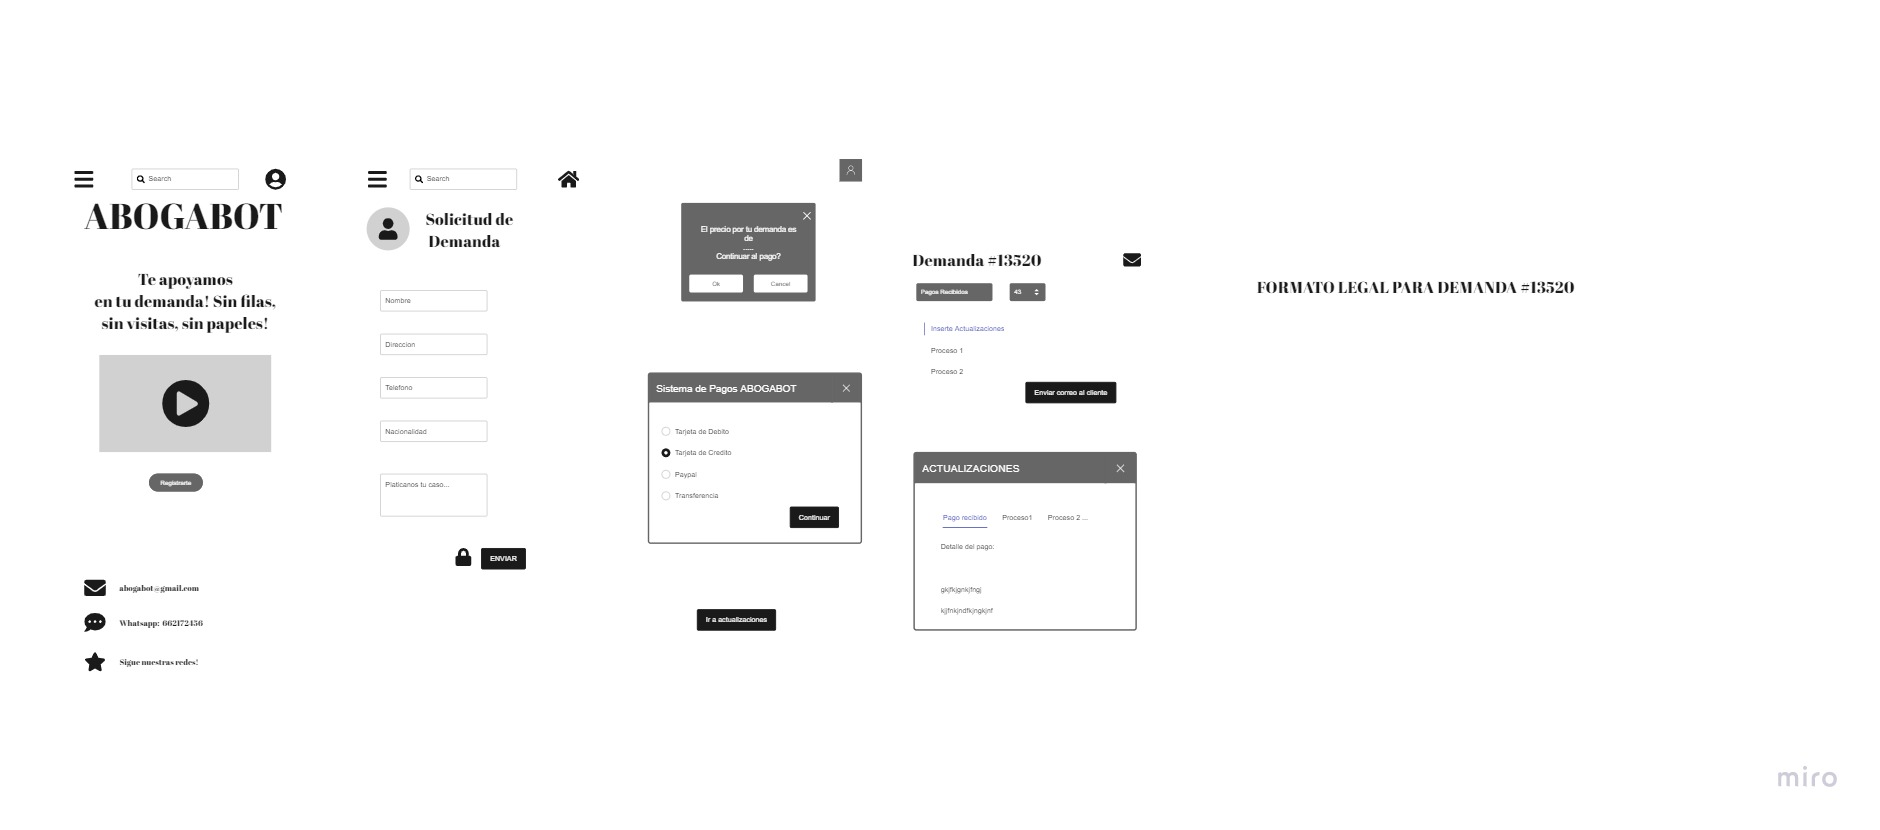 Search
ABOGABOT
Te apoyamos
en tu demanda! Sin filas,
sin visitas, sin papeles!
Registrarte
abogabot@gmail.com
Whatsapp: 662172456
Sigue nuestras redes!
Search
Solicitud de
Demanda
Nombre
Direccion
Telefono
Nacionalidad
Platicanos tu caso...
ENVIAR
El precio por tu demanda es
de
.....
Continuar al pago?
Ok
Cancel
Sistema de Pagos ABOGABOT
Tarjeta de Debito
Tarjeta de Credito
Paypal
Transferencia
Continuar
Ir a actualizaciones
Demanda #13520
Pagos Recibidos
43
Inserte Actualizaciones
Proceso 1
Proceso 2
Enviar correo al cliente
ACTUALIZACIONES
Pago recibido Proceso1 Proceso 2 ...
Detalle del pago:
gkjfkjgnkjfngj
kjjfnkjndfkjngkjnf
FORMATO LEGAL PARA DEMANDA #13520
miro